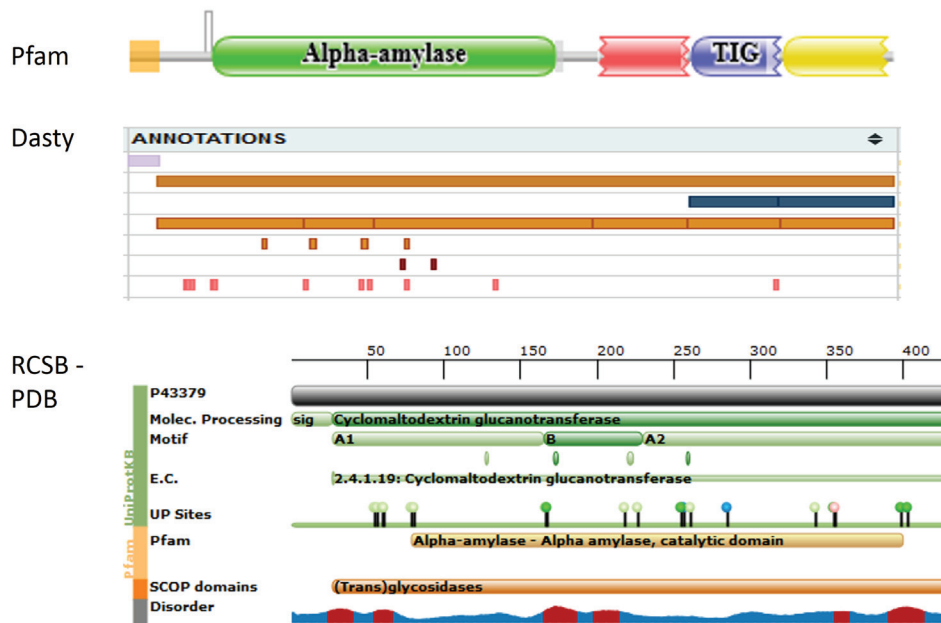 Pfam
Alpha-amylase
TIG
Dasty
ANNOTATIONS
RCSB -
PDB
50 100 150 200 250 300 350 400
P43379
Molec. Processing sig Cyclomaltodextrin glucanotransferase
Motif A1 B A2
E.C. 2.4.1.19: Cyclomaltodextrin glucanotransferase
UniProtKB
UP Sites
Pfam
Pfam Alpha-amylase - Alpha amylase, catalytic domain
SCOP domains (Trans)glycosidases
Disorder